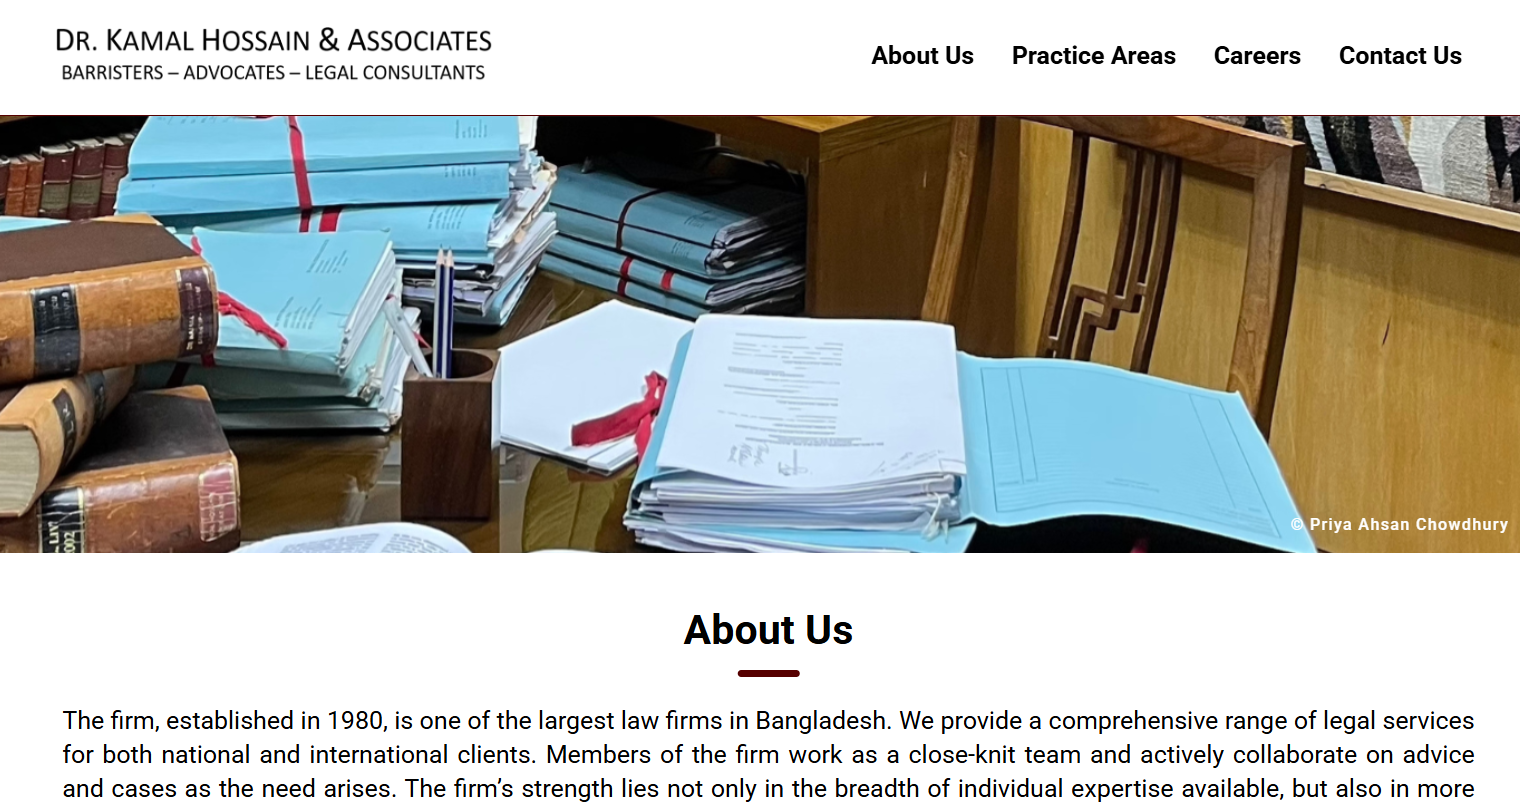 DR. KAMAL HOSSAIN & ASSOCIATES
BARRISTERS – ADVOCATES – LEGAL CONSULTANTS
About Us
Practice Areas
Careers
Contact Us
LAW
2002
© Priya Ahsan Chowdhury
About Us
The firm, established in 1980, is one of the largest law firms in Bangladesh. We provide a comprehensive range of legal services
for both national and international clients. Members of the firm work as a close-knit team and actively collaborate on advice
and cases as the need arises. The firm’s strength lies not only in the breadth of individual expertise available, but also in more